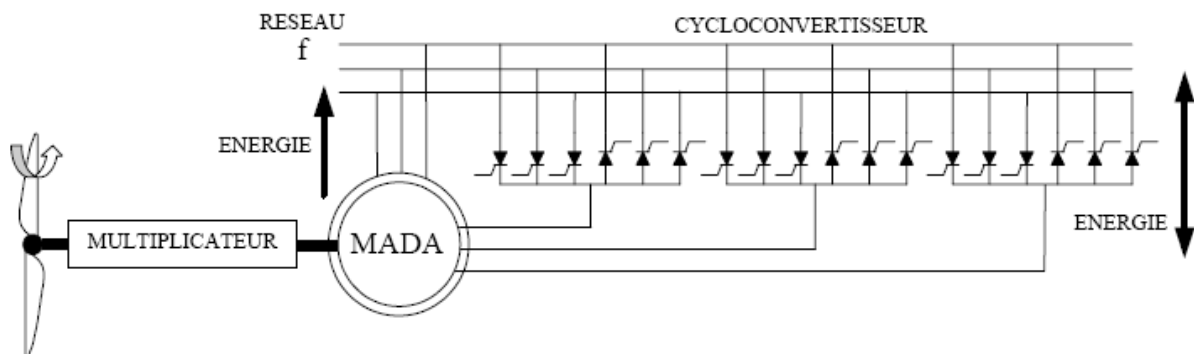 RESEAU
f
CYCLOCONVERTISSEUR
ENERGIE
MULTIPLICATEUR
MADA
ENERGIE